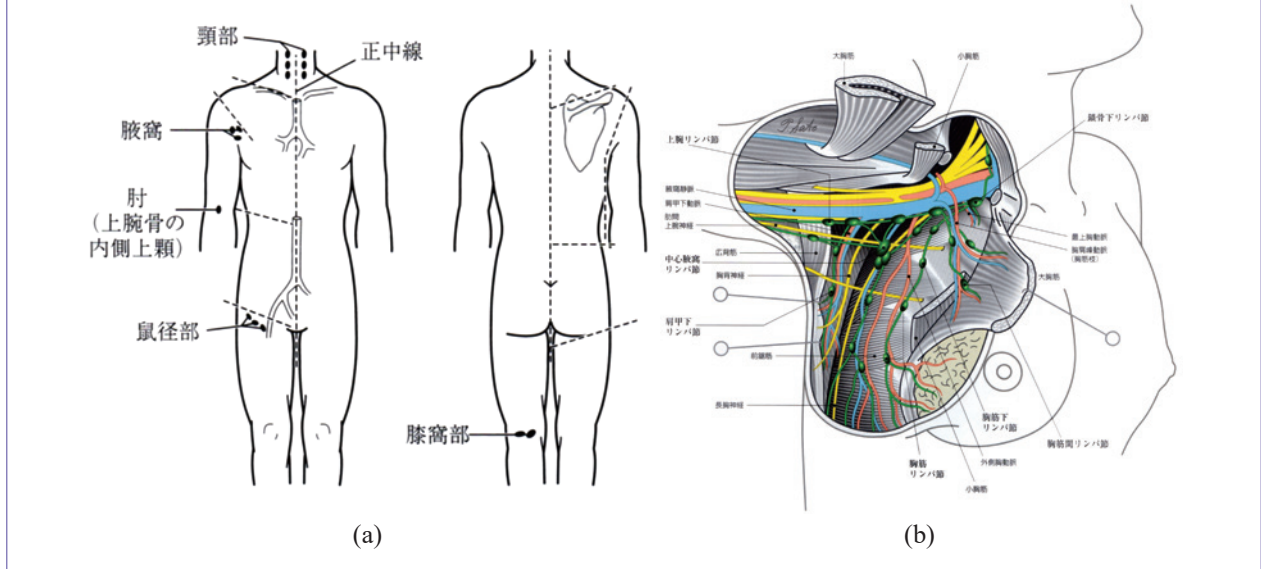 頸部
正中線
腋窩
肘
(上腕骨の
内側上顆)
鼠径部
膝窩部
(a)
大胸筋
小胸筋
鎖骨下リンパ節
上腕リンパ節
腋窩静脈
肩甲下動脈
肋間
上腕神経
広背筋
中心腋窩
リンパ節
胸背神経
肩甲下
リンパ節
前鋸筋
長胸神経
最上胸動脈
胸肩峰動脈
(胸筋枝)
大胸筋
胸筋下
リンパ節
胸筋間リンパ節
外側胸動脈
胸筋
リンパ節
小胸筋
(b)